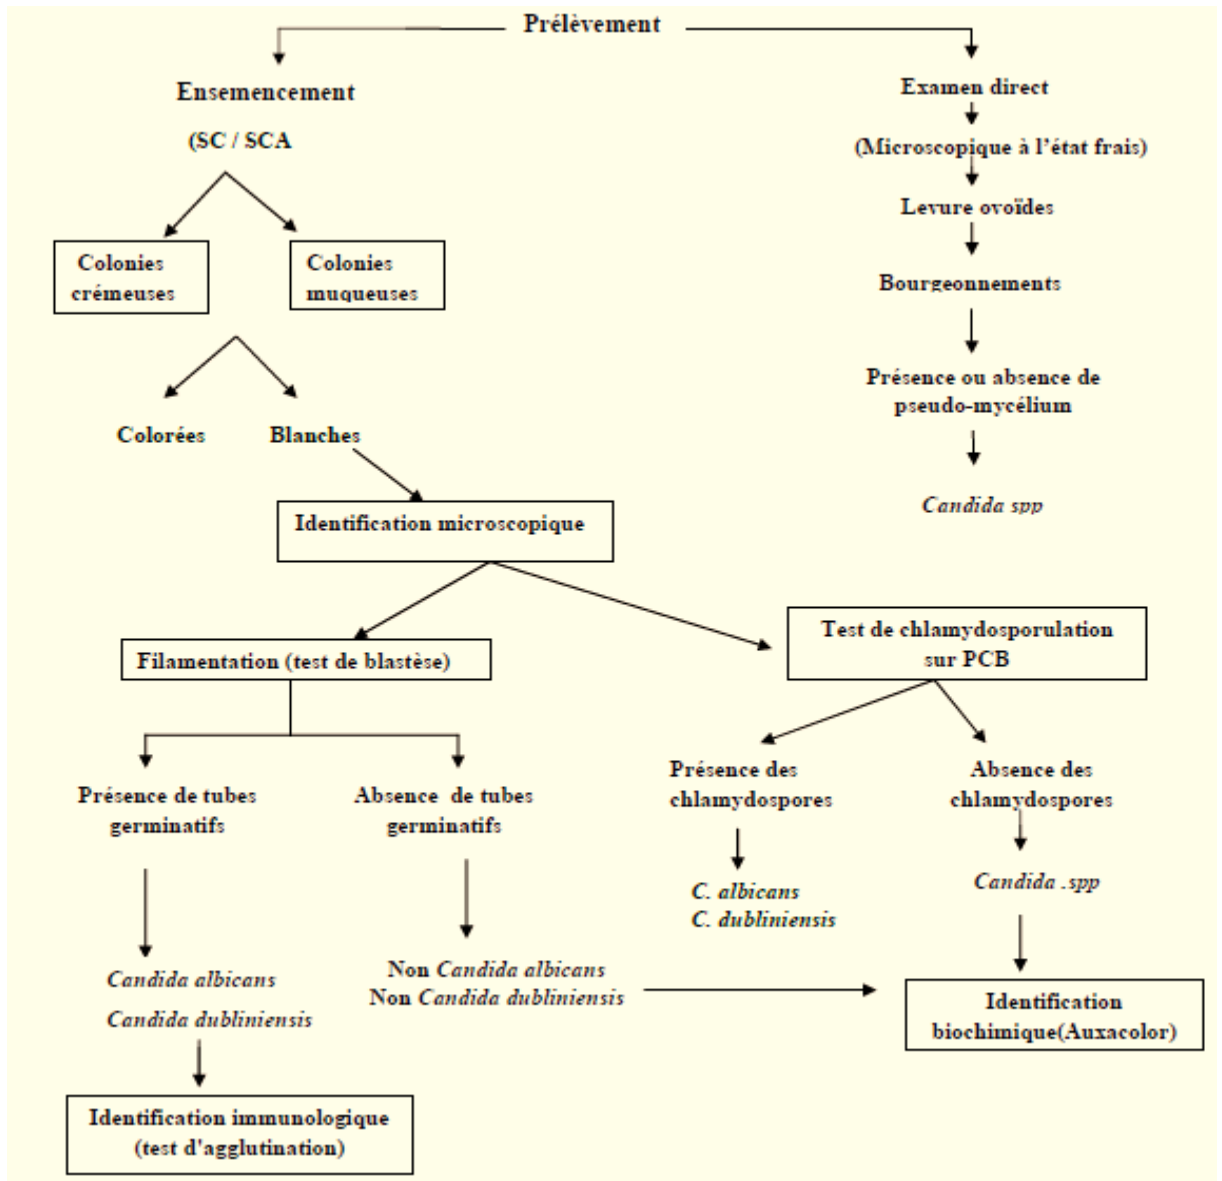 Prélèvement
Ensemencement
(SC / SCA
Colonies
crémeuses
Colonies
muqueuses
Colorées
Blanches
Examen direct
(Microscopique à l'état frais)
Levure ovoïdes
Bourgeonnements
Présence ou absence de
pseudo-mycélium
Candida spp
Identification microscopique
Filamentation (test de blastèse)
Présence de tubes
germinatifs
Absence de tubes
germinatifs
Candida albicans
Candida dubliniensis
Non Candida albicans
Non Candida dubliniensis
Identification immunologique
(test d'agglutination)
Test de chlamydosporulation
sur PCB
Présence des
chlamydospores
Absence des
chlamydospores
C. albicans
C. dubliniensis
Candida .spp
Identification
biochimique(Auxacolor)